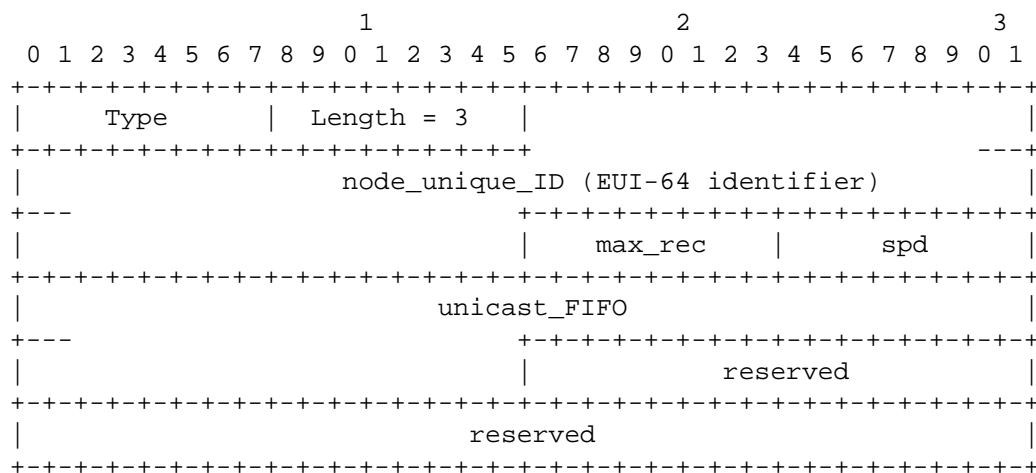 1                   2                   3
 0 1 2 3 4 5 6 7 8 9 0 1 2 3 4 5 6 7 8 9 0 1 2 3 4 5 6 7 8 9 0 1
+-+-+-+-+-+-+-+-+-+-+-+-+-+-+-+-+-+-+-+-+-+-+-+-+-+-+-+-+-+-+-+-+
|     Type      |  Length = 3   |                               |
+-+-+-+-+-+-+-+-+-+-+-+-+-+-+-+-+                            ---+
|                    node_unique_ID (EUI-64 identifier)         |
+---                            +-+-+-+-+-+-+-+-+-+-+-+-+-+-+-+-+
|                               |    max_rec    |      spd      |
+-+-+-+-+-+-+-+-+-+-+-+-+-+-+-+-+-+-+-+-+-+-+-+-+-+-+-+-+-+-+-+-+
|                          unicast_FIFO                         |
+---                            +-+-+-+-+-+-+-+-+-+-+-+-+-+-+-+-+
|                               |            reserved           |
+-+-+-+-+-+-+-+-+-+-+-+-+-+-+-+-+-+-+-+-+-+-+-+-+-+-+-+-+-+-+-+-+
|                            reserved                           |
+-+-+-+-+-+-+-+-+-+-+-+-+-+-+-+-+-+-+-+-+-+-+-+-+-+-+-+-+-+-+-+-+